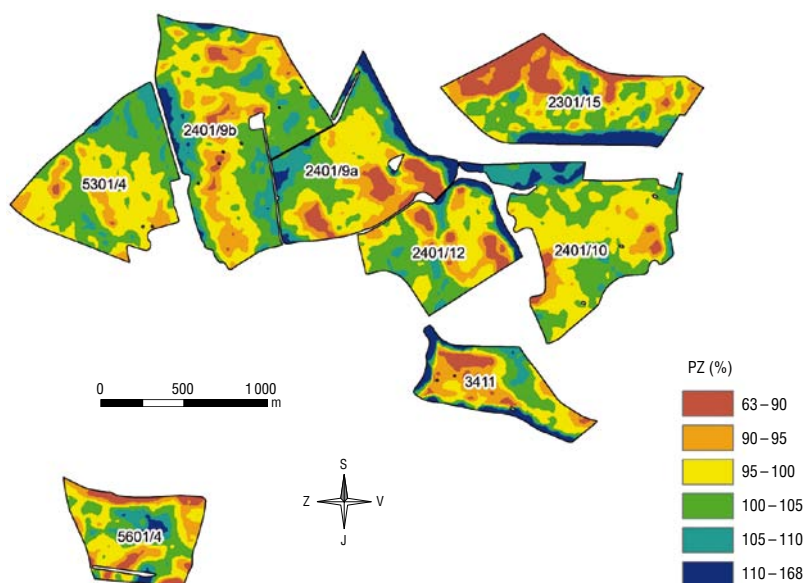 2301/15
2401/9b
2401/9a
5301/4
2401/12
2401/10
3411
0 500 1 000
m
PZ (%)
63–90
90–95
95–100
100–105
105–110
110–168
S
Z V
J
5601/4